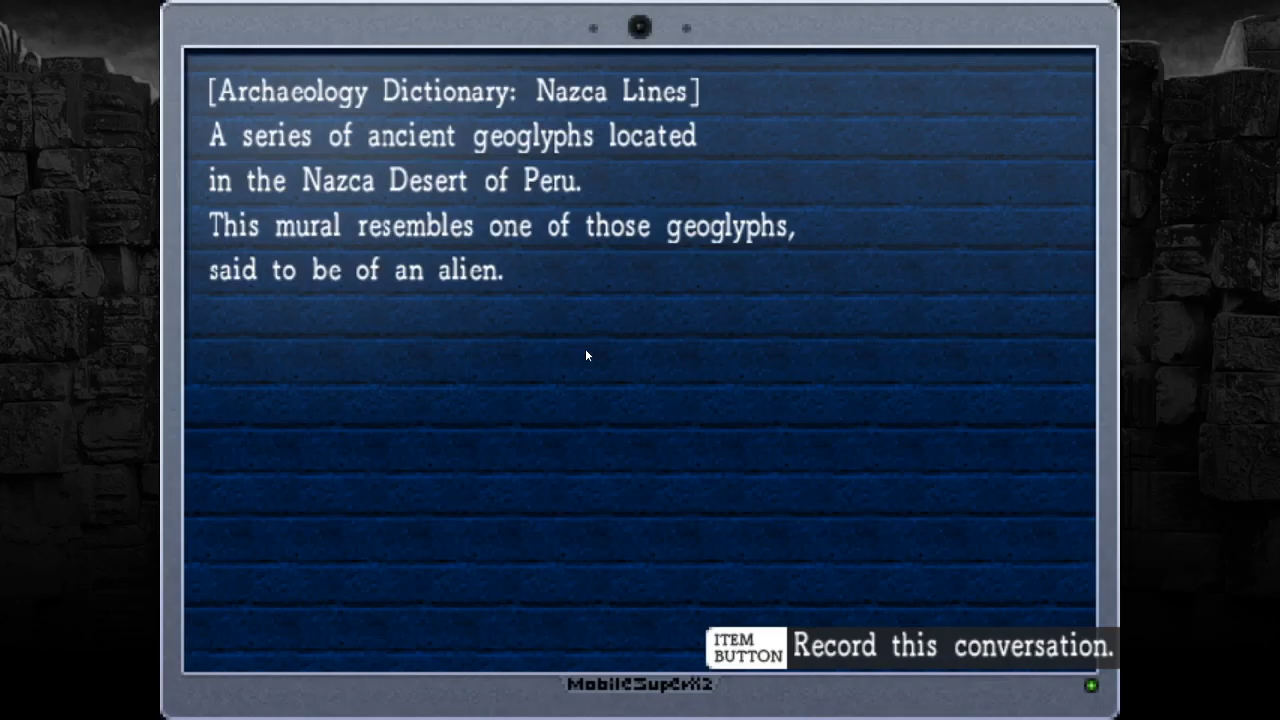 [Archaeology Dictionary: Nazca Lines]
A series of ancient geoglyphs located
in the Nazca Desert of Peru.
This mural resembles one of those geoglyphs,
said to be of an alien.
ITEM
BUTTON
Record this conversation.
MobileSuperX2